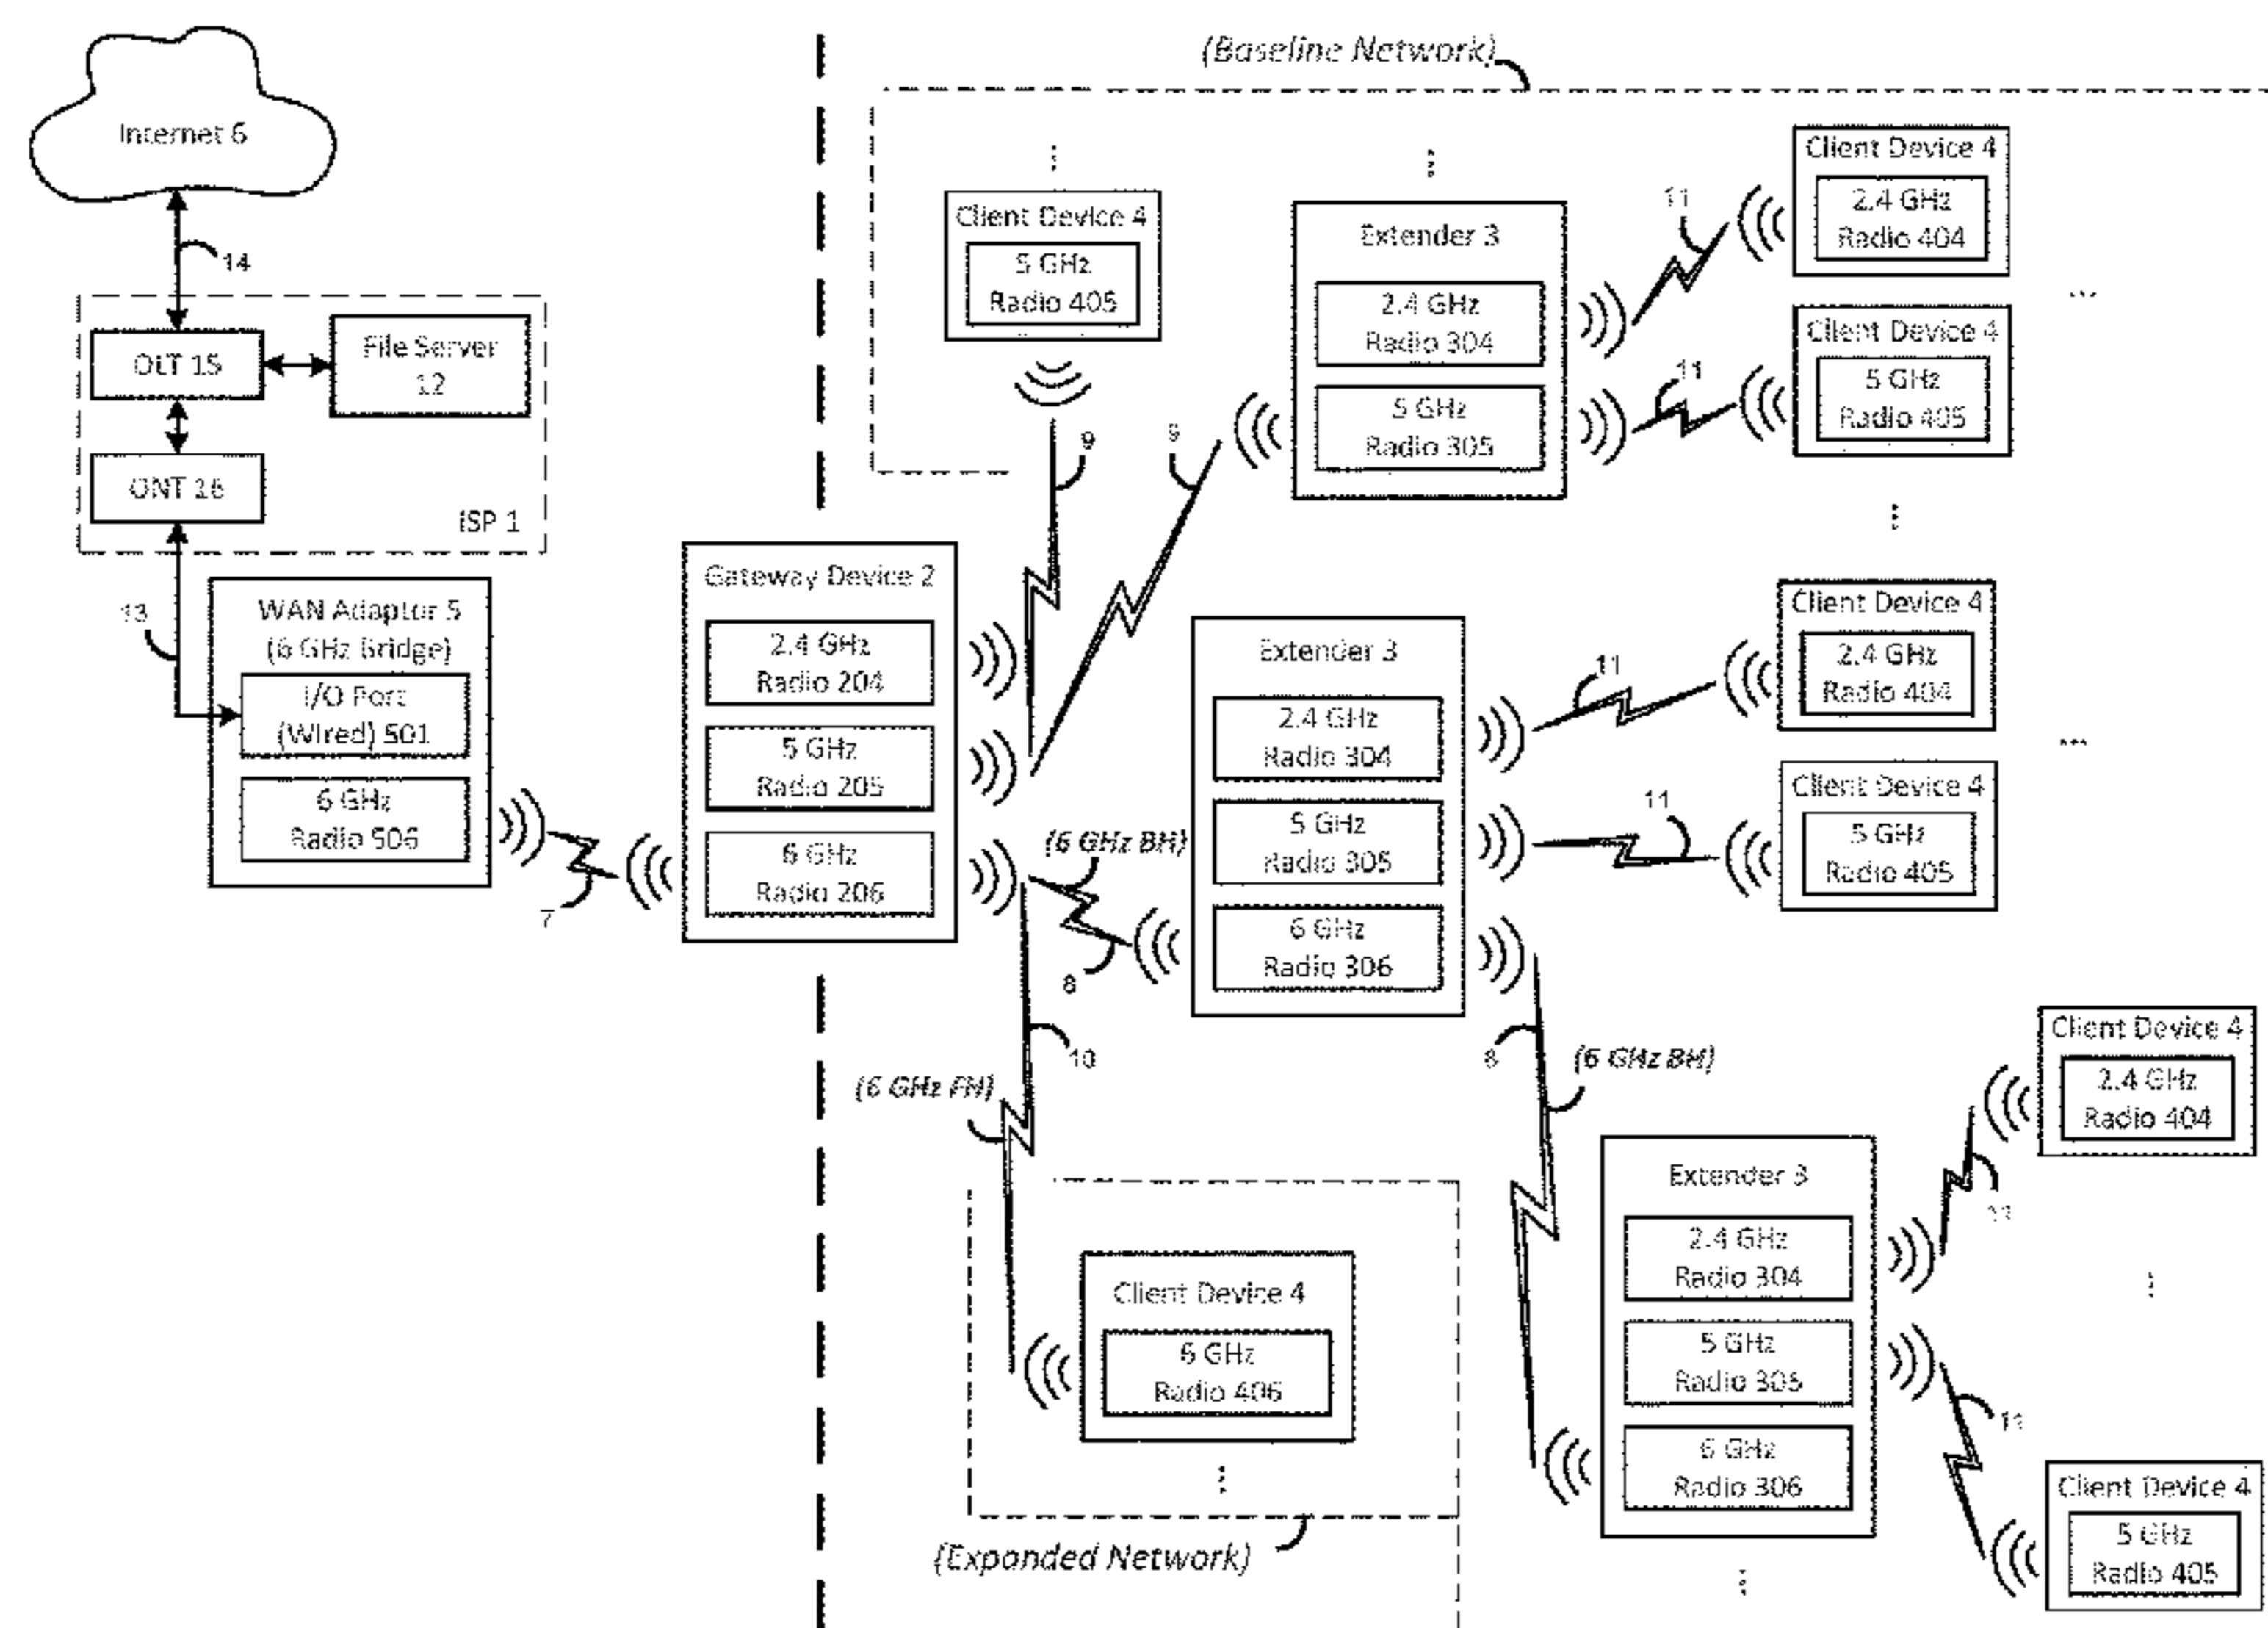 (Baseline Network)
Internet 6
14
OLT 15
File Server
12
ONT 16
ISP 1
13
WAN Adaptor 5
(6 GHz Bridge)
I/O Port
(Wired) 501
6 GHz
Radio 506
7
Gateway Device 2
2.4 GHz
Radio 204
5 GHz
Radio 205
6 GHz
Radio 206
Client Device 4
5 GHz
Radio 405
9
9
Extender 3
2.4 GHz
Radio 304
5 GHz
Radio 305
11
Client Device 4
2.4 GHz
Radio 404
...
11
Client Device 4
5 GHz
Radio 405
(6 GHz BH)
8
Extender 3
2.4 GHz
Radio 304
5 GHz
Radio 305
6 GHz
Radio 306
11
Client Device 4
2.4 GHz
Radio 404
...
11
Client Device 4
5 GHz
Radio 405
10
(6 GHz FH)
8
(6 GHz BH)
Client Device 4
6 GHz
Radio 406
(Expanded Network)
Extender 3
2.4 GHz
Radio 304
5 GHz
Radio 305
6 GHz
Radio 306
Client Device 4
2.4 GHz
Radio 404
11
11
Client Device 4
5 GHz
Radio 405